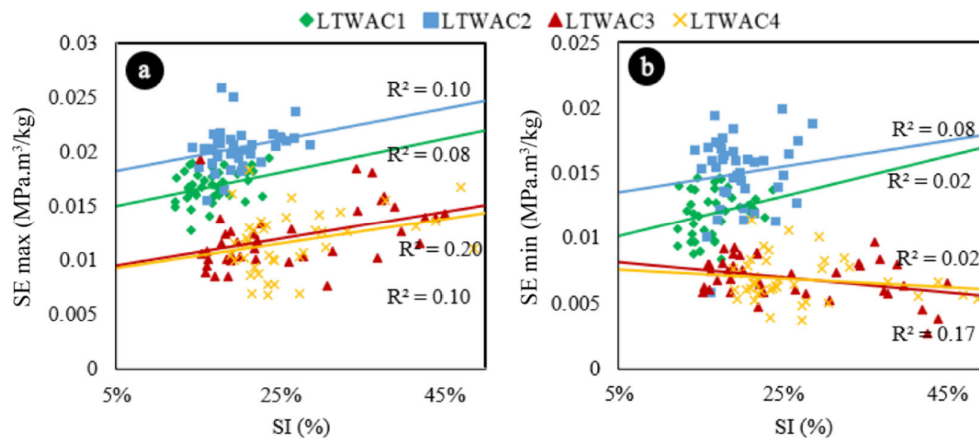 LTWAC1 LTWAC2 LTWAC3 LTWAC4
a
SE max (MPa.m³/kg)
0.03
0.025
0.02
0.015
0.01
0.005
0
R² = 0.10
R² = 0.08
R² = 0.20
R² = 0.10
5% 25% 45%
SI (%)
b
SE min (MPa.m³/kg)
0.025
0.02
0.015
0.01
0.005
0
R² = 0.08
R² = 0.02
R² = 0.02
R² = 0.17
5% 25% 45%
SI (%)